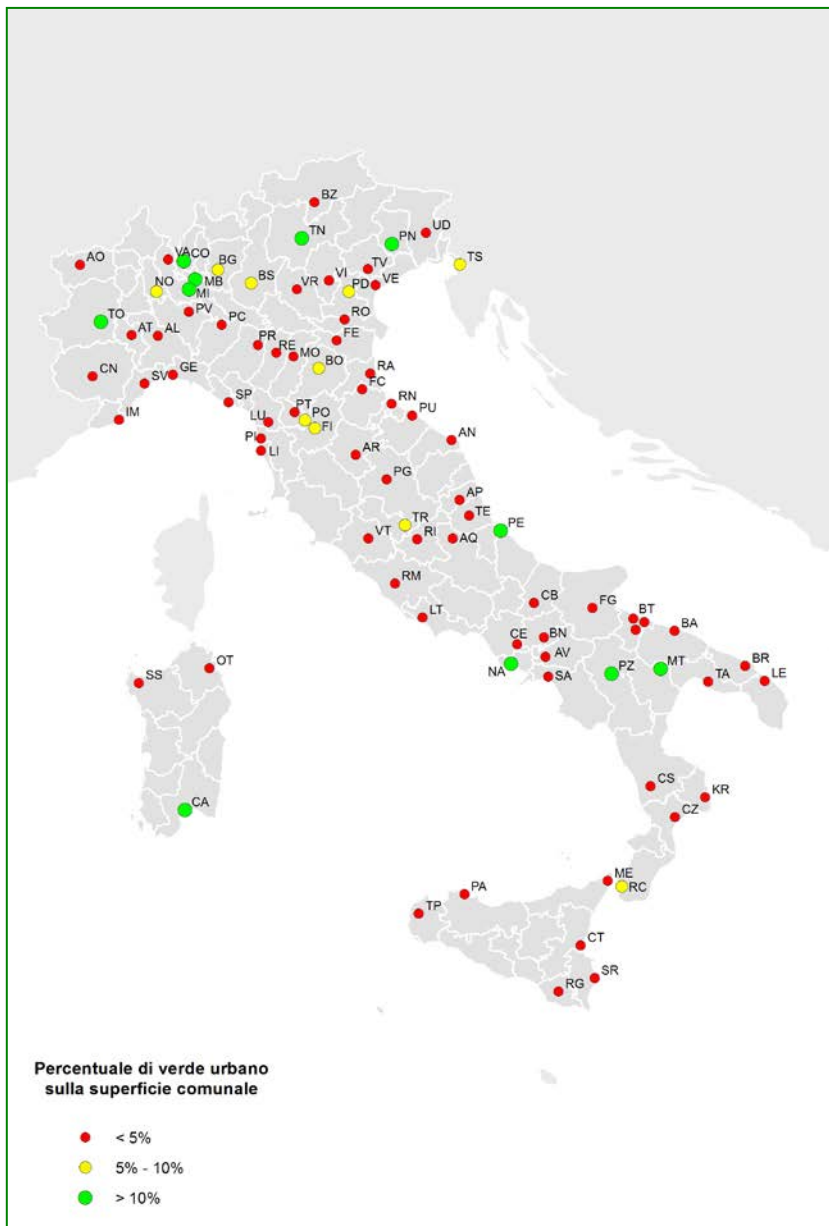 BZ
TN
PN
UD
AO
VA
CO
BG
TS
NO
MB
BS
VR
VI
TV
VE
MI
PD
TO
PV
PC
RO
AT
AL
FE
PR
RE
MO
BO
RA
CN
SV
GE
FC
SP
RN
PU
IM
LU
PT
PO
FI
PI
AN
LI
AR
PG
AP
TE
TR
PE
VT
RI
AQ
RM
CB
FG
LT
BT
BA
CE
BN
NA
AV
SA
PZ
MT
BR
TA
LE
OT
SS
CS
KR
CA
CZ
ME
PA
RC
TP
CT
SR
RG
Percentuale di verde urbano
sulla superficie comunale
< 5%
5% - 10%
> 10%